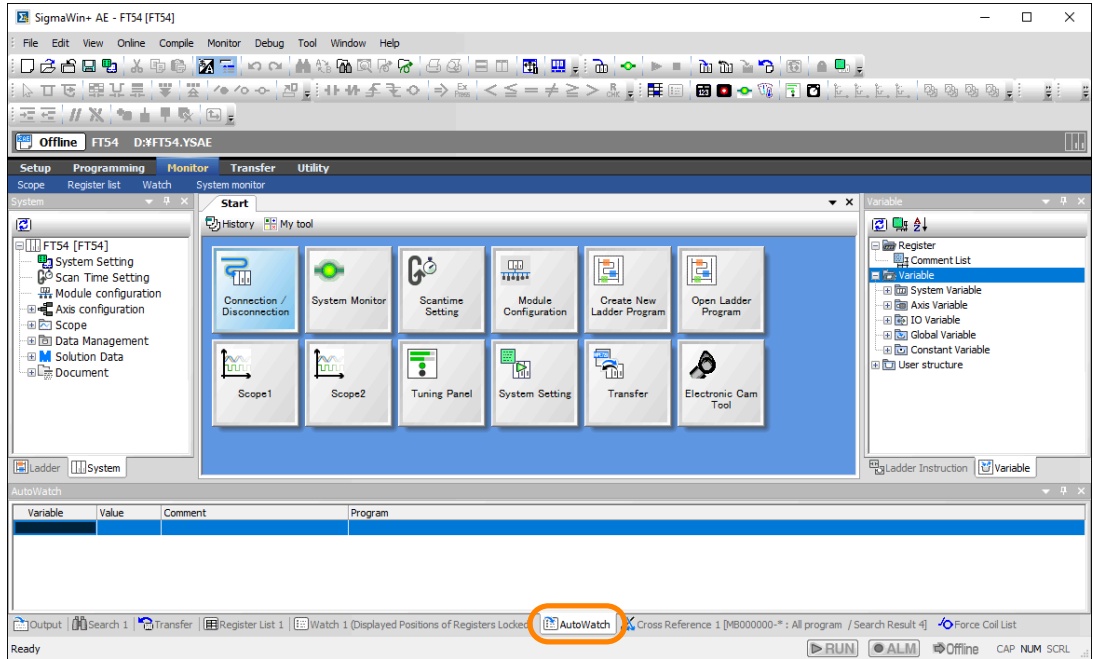 SigmaWin+ AE - FT54 [FT54]
File Edit View Online Compile Monitor Debug Tool Window Help
Offline FT54 D:¥FT54.YSAE
Setup Programming Monitor Transfer Utility
Scope Register list Watch System monitor
System
FT54 [FT54]
System Setting
Scan Time Setting
Module configuration
Axis configuration
Scope
Data Management
Solution Data
Document
Ladder System
Start
History My tool
Connection /
Disconnection
System Monitor
Scantime
Setting
Module
Configuration
Create New
Ladder Program
Open Ladder
Program
Scope1
Scope2
Tuning Panel
System Setting
Transfer
Electronic Cam
Tool
Variable
Register
Comment List
Variable
System Variable
Axis Variable
IO Variable
Global Variable
Constant Variable
User structure
Ladder Instruction Variable
AutoWatch
Variable Value Comment Program
Output Search 1 Transfer Register List 1 Watch 1 (Displayed Positions of Registers Locked AutoWatch Cross Reference 1 [MB000000-* : All program / Search Result 4] Force Coil List
Ready RUN ALM Offline CAP NUM SCRL